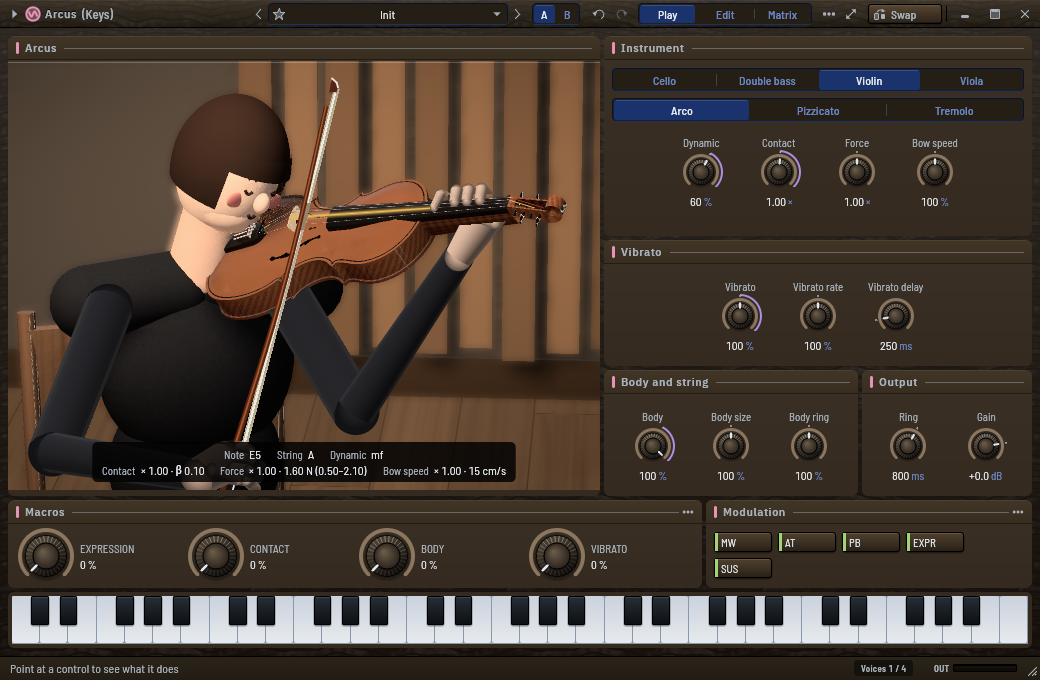 Arcus (Keys)
Init
A B
Play Edit Matrix
Swap
Arcus
Note E5 String A Dynamic mf
Contact × 1.00 · β 0.10 Force × 1.00 · 1.60 N (0.50–2.10) Bow speed × 1.00 · 15 cm/s
Instrument
Cello Double bass Violin Viola
Arco Pizzicato Tremolo
Dynamic Contact Force Bow speed
60 % 1.00 × 1.00 × 100 %
Vibrato
Vibrato Vibrato rate Vibrato delay
100 % 100 % 250 ms
Body and string
Body Body size Body ring
100 % 100 % 100 %
Output
Ring Gain
800 ms +0.0 dB
Macros
EXPRESSION
0 %
CONTACT
0 %
BODY
0 %
VIBRATO
0 %
Modulation
MW AT PB EXPR
SUS
Point at a control to see what it does
Voices 1 / 4
OUT